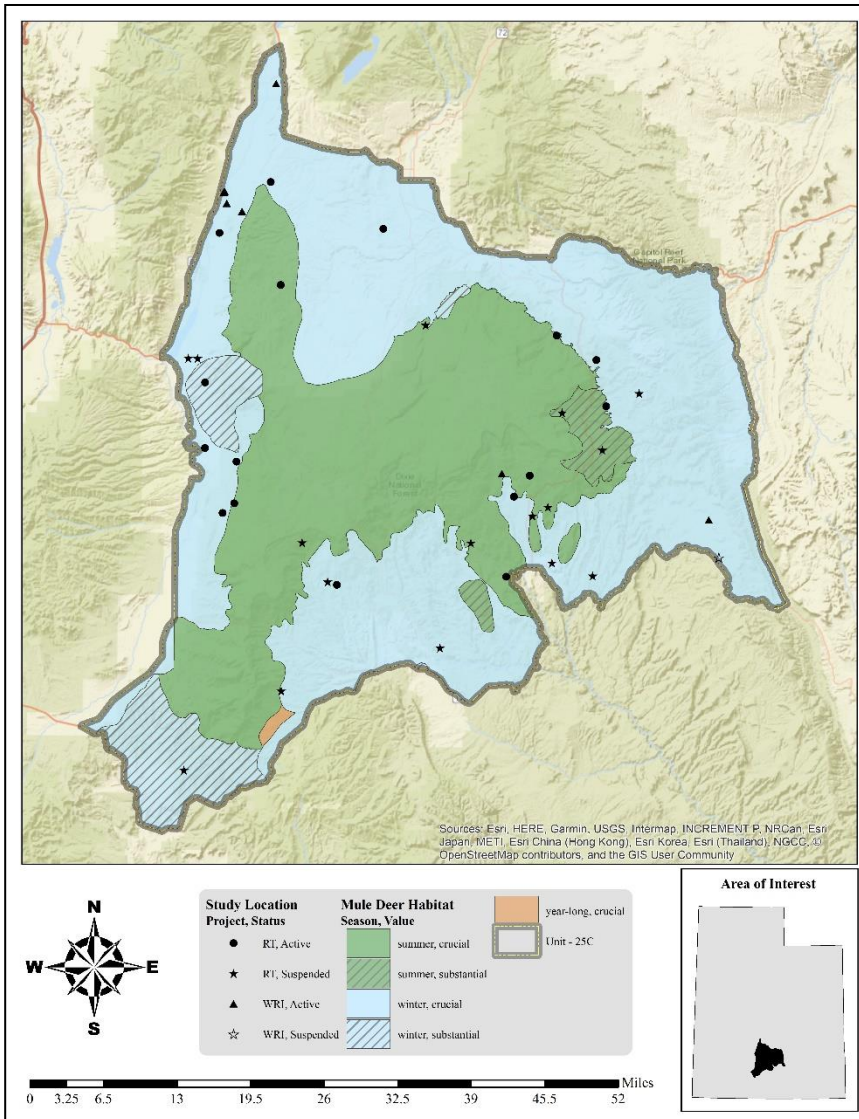 72
Capitol Reef
National Park
Dixie
National
Forest
Sources: Esri, HERE, Garmin, USGS, Intermap, INCREMENT P, NRCan, Esri
Japan, METI, Esri China (Hong Kong), Esri Korea, Esri (Thailand), NGCC, ©
OpenStreetMap contributors, and the GIS User Community
N
W E
S
Study Location
Project, Status
RT, Active
RT, Suspended
WRI, Active
WRI, Suspended
Mule Deer Habitat
Season, Value
summer, crucial
summer, substantial
winter, crucial
winter, substantial
year-long, crucial
Unit - 25C
Area of Interest
Miles
0 3.25 6.5 13 19.5 26 32.5 39 45.5 52